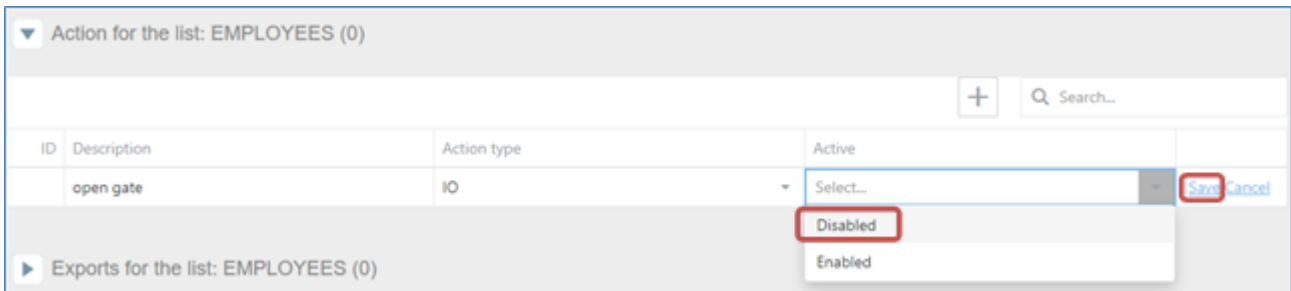 Action for the list: EMPLOYEES (0)
Search...
ID Description Action type Active
open gate IO Select... Save Cancel
Disabled
Enabled
Exports for the list: EMPLOYEES (0)